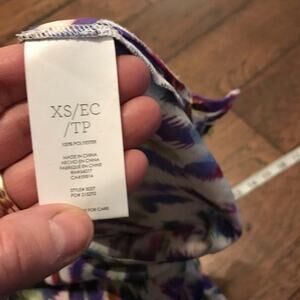 XS/EC
/TP
100% POLYESTER
MADE IN CHINA
HECHO EN CHINA
FABRIQUÉ EN CHINE
STYLE#
FOR CARE